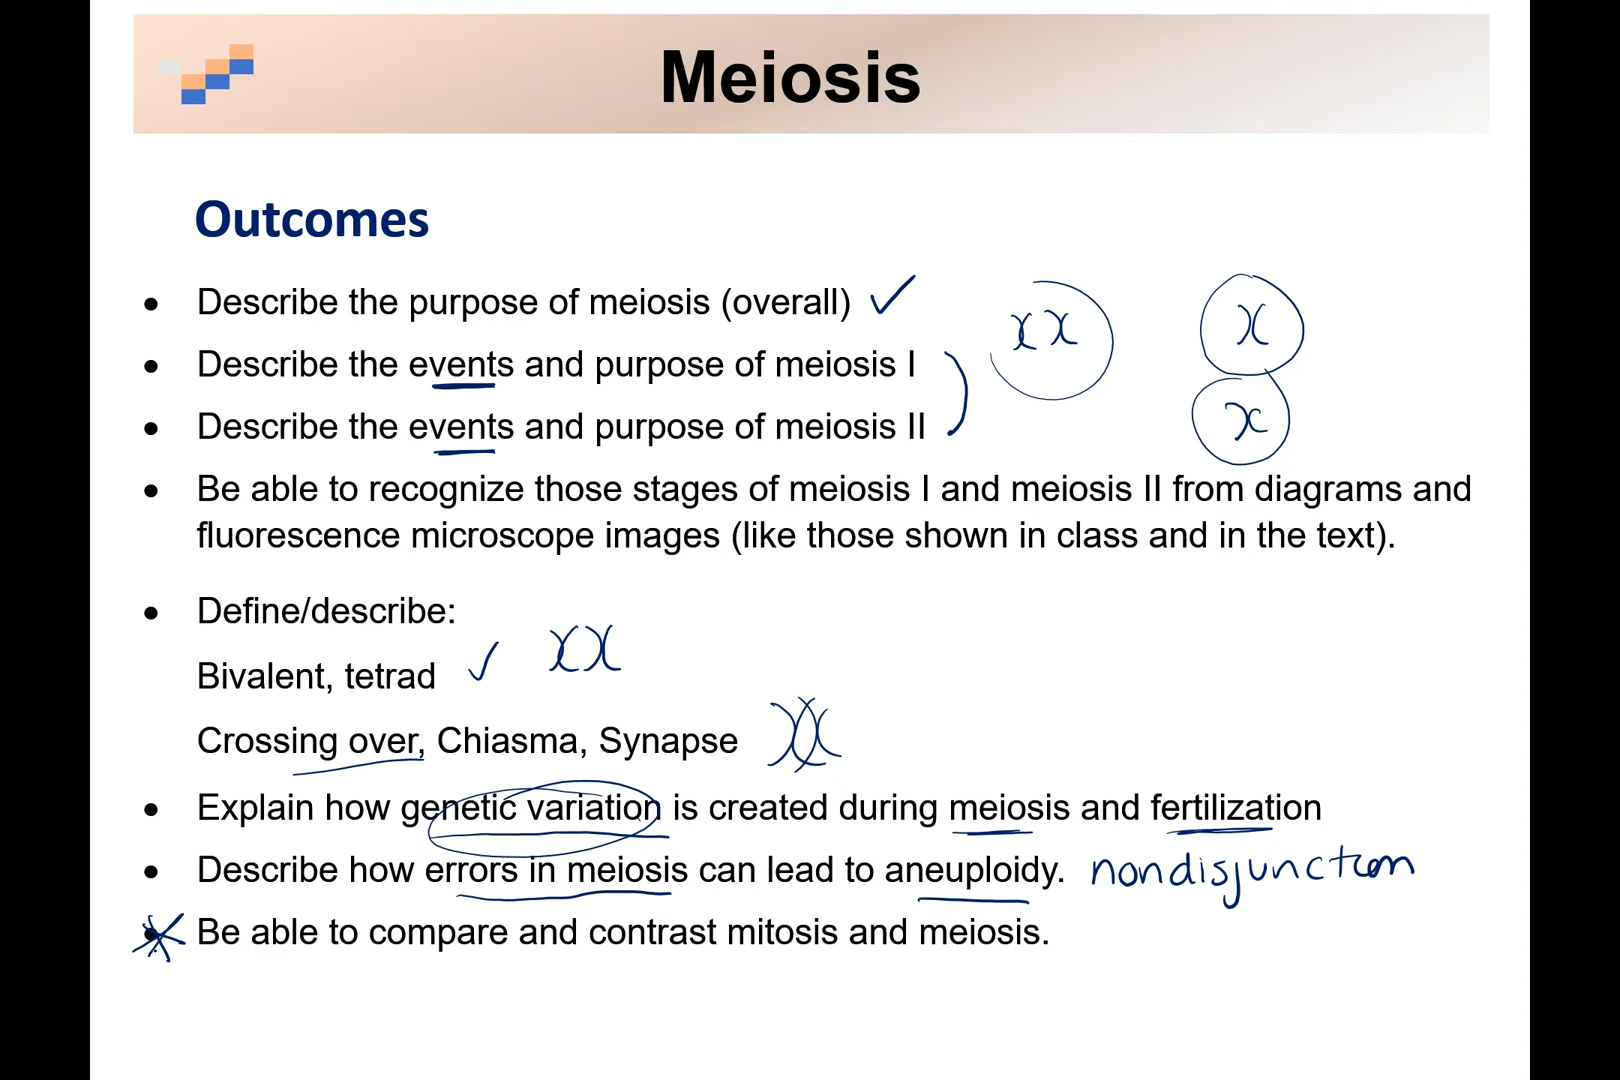 Meiosis
Outcomes
• Describe the purpose of meiosis (overall) ✓
• Describe the events and purpose of meiosis I
• Describe the events and purpose of meiosis II
• Be able to recognize those stages of meiosis I and meiosis II from diagrams and
fluorescence microscope images (like those shown in class and in the text).
• Define/describe:
Bivalent, tetrad ✓
Crossing over, Chiasma, Synapse
• Explain how genetic variation is created during meiosis and fertilization
• Describe how errors in meiosis can lead to aneuploidy. nondisjunction
• Be able to compare and contrast mitosis and meiosis.